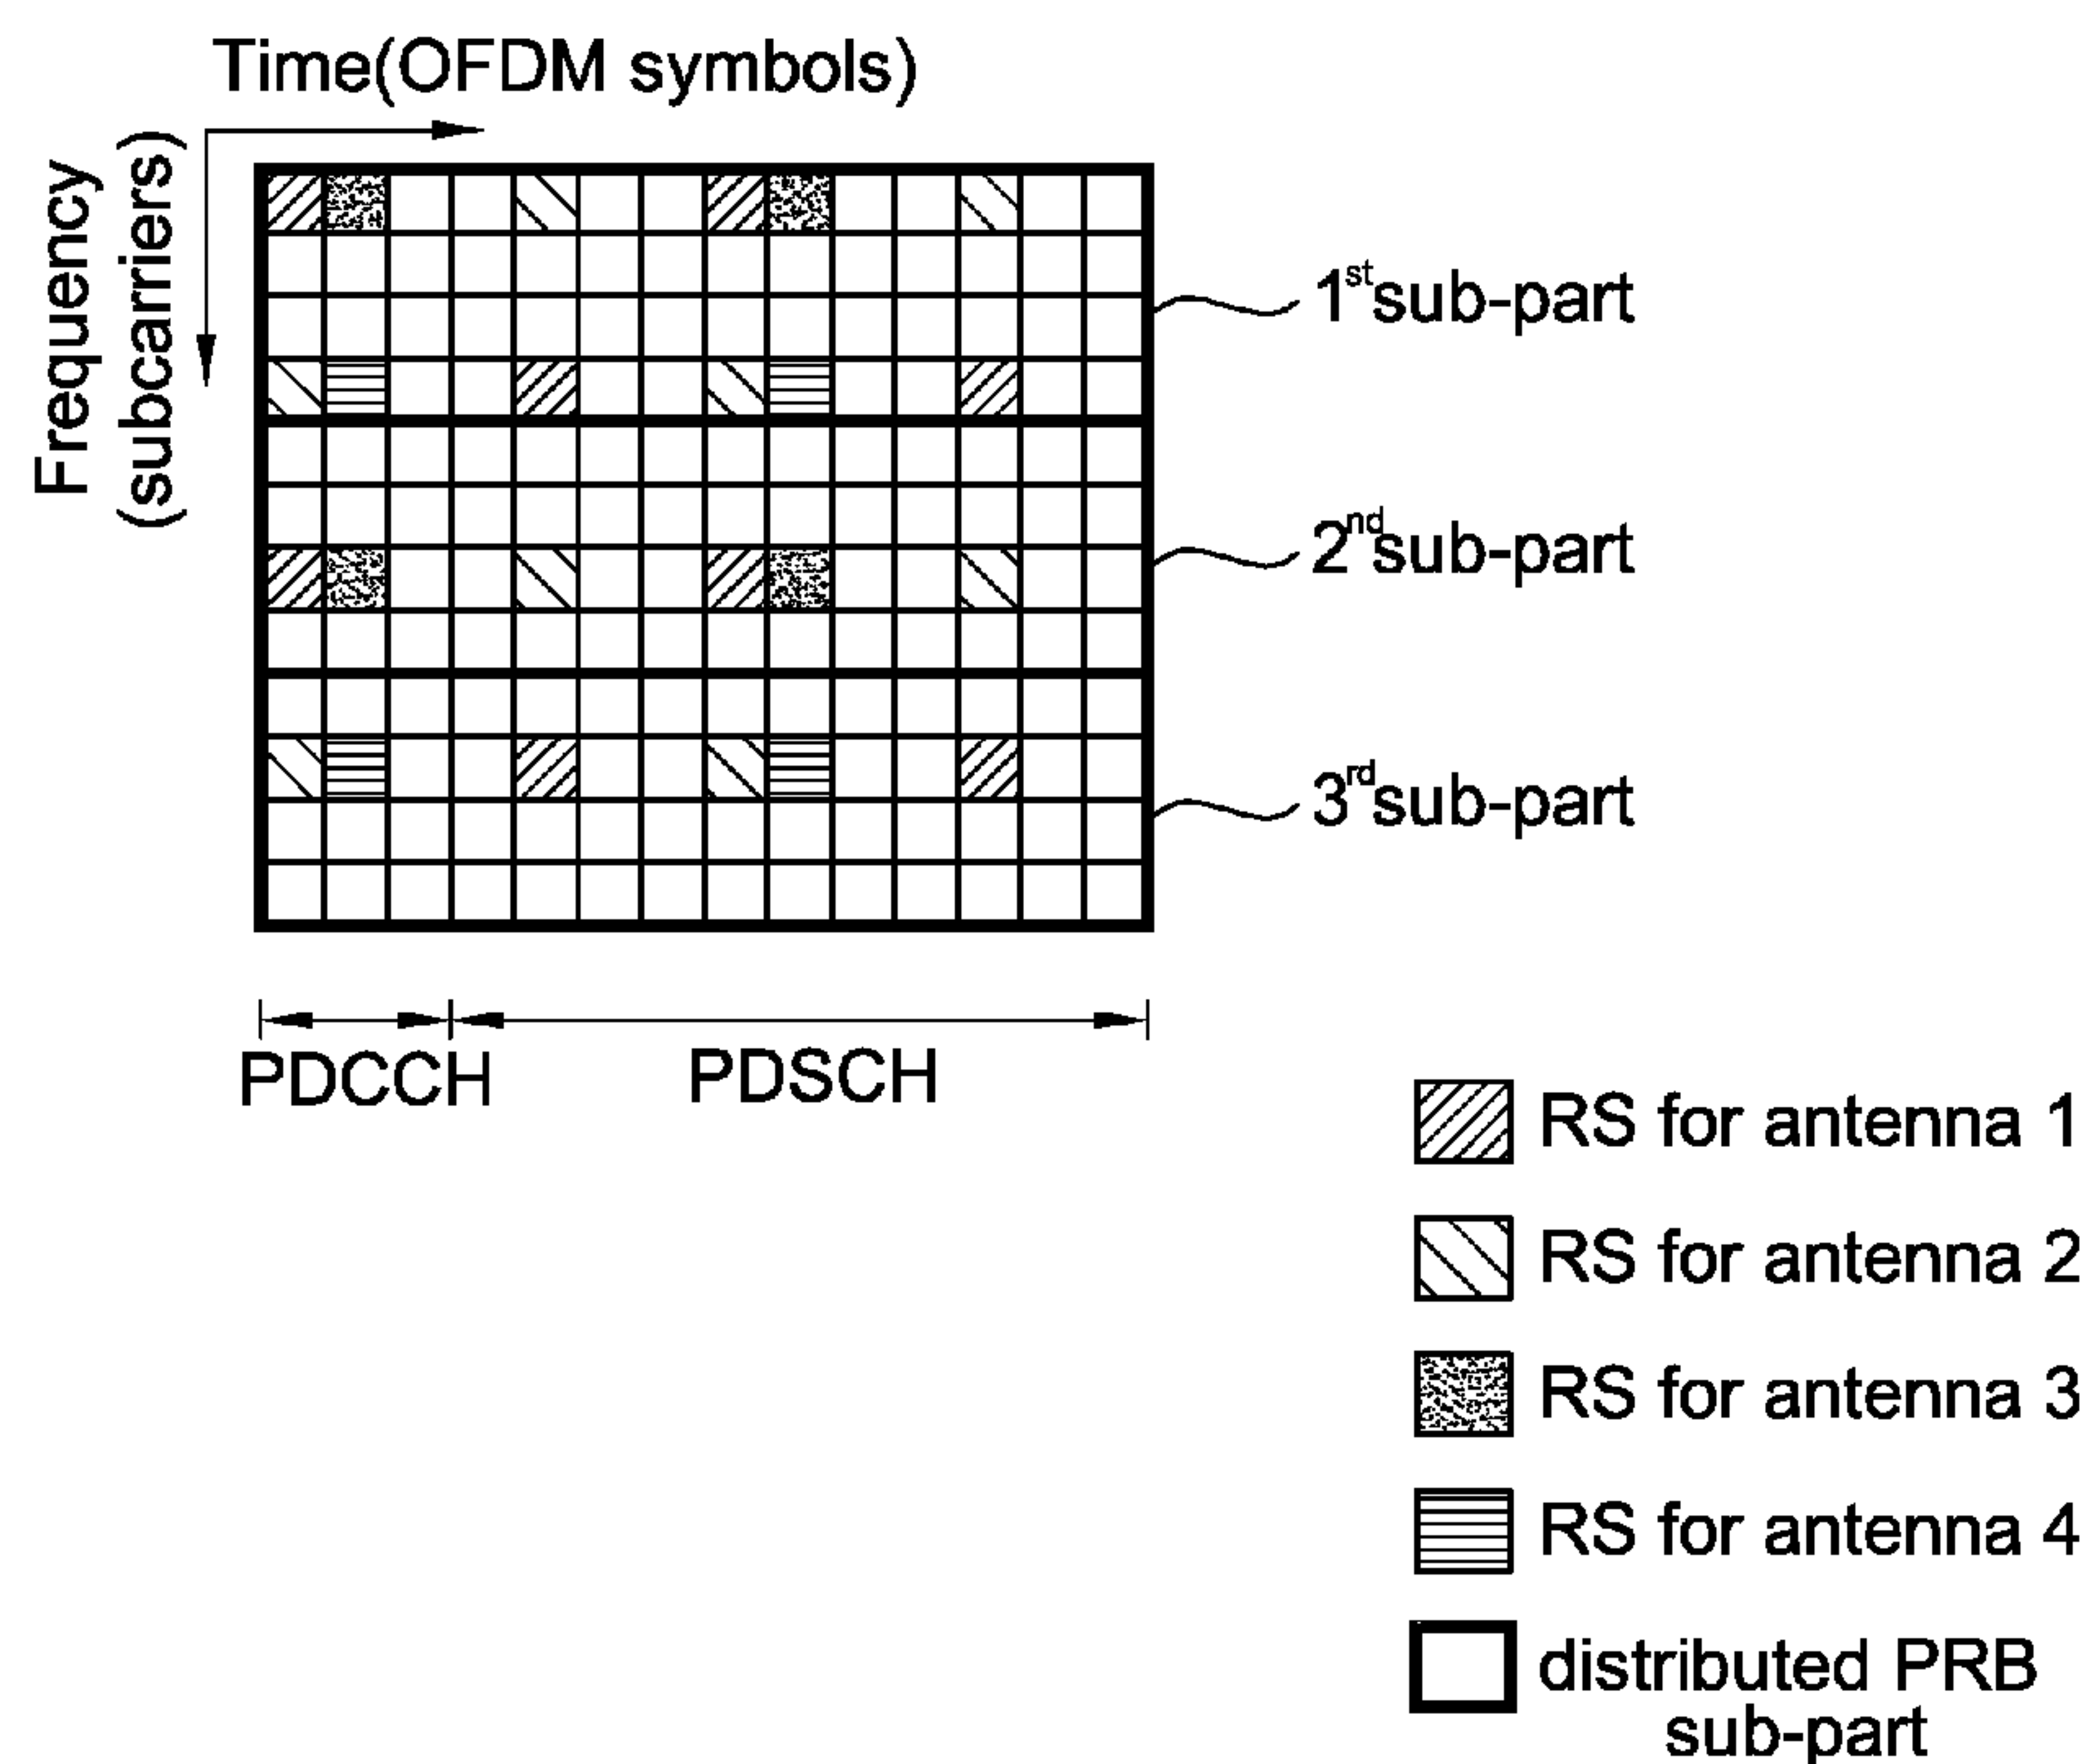 Time(OFDM symbols)
Frequency
(subcarriers)
1st sub-part
2nd sub-part
3rd sub-part
PDCCH
PDSCH
RS for antenna 1
RS for antenna 2
RS for antenna 3
RS for antenna 4
distributed PRB
sub-part